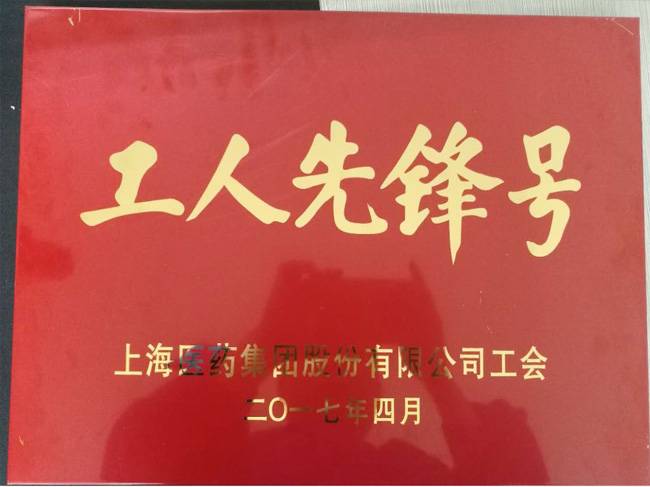 工人先锋号
上海医药集团股份有限公司工会
二〇一七年四月